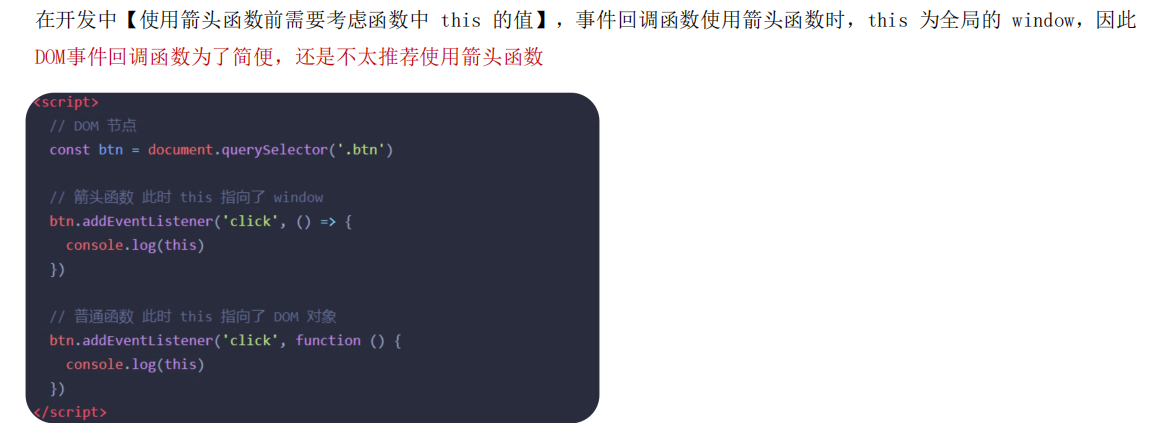 在开发中【使用箭头函数前需要考虑函数中 this 的值】，事件回调函数使用箭头函数时，this 为全局的 window，因此
DOM事件回调函数为了简便，还是不太推荐使用箭头函数
<script>
// DOM 节点
const btn = document.querySelector('.btn')
// 箭头函数 此时 this 指向了 window
btn.addEventListener('click', () => {
console.log(this)
})
// 普通函数 此时 this 指向了 DOM 对象
btn.addEventListener('click', function () {
console.log(this)
})
</script>